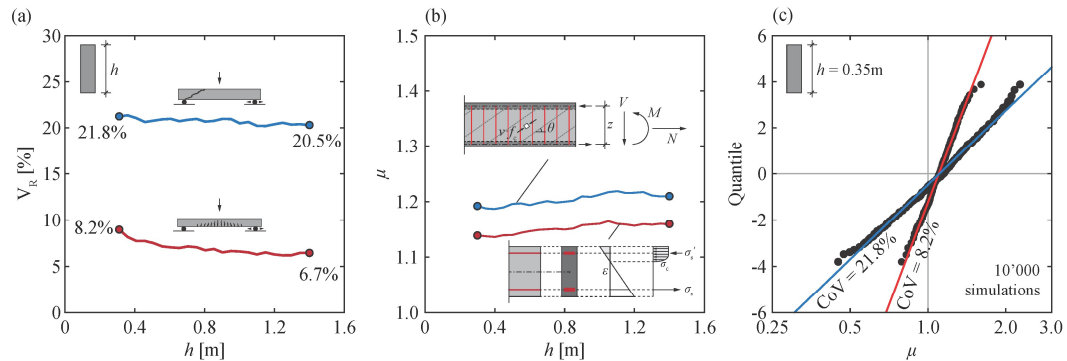 (a)
30
25
20
15
10
5
0
V_R [%]
h
21.8%
20.5%
8.2%
6.7%
0 0.4 0.8 1.2 1.6
h [m]
(b)
1.5
1.4
1.3
1.2
1.1
1.0
μ
ν f_c θ
z
V
M
N
ε
σ_c
σ_s'
σ_s
0 0.4 0.8 1.2 1.6
h [m]
(c)
6
4
2
0
-2
-4
-6
Quantile
h = 0.35m
CoV = 21.8%
CoV = 8.2%
10’000
simulations
0.25 0.5 1.0 2.0 3.0
μ